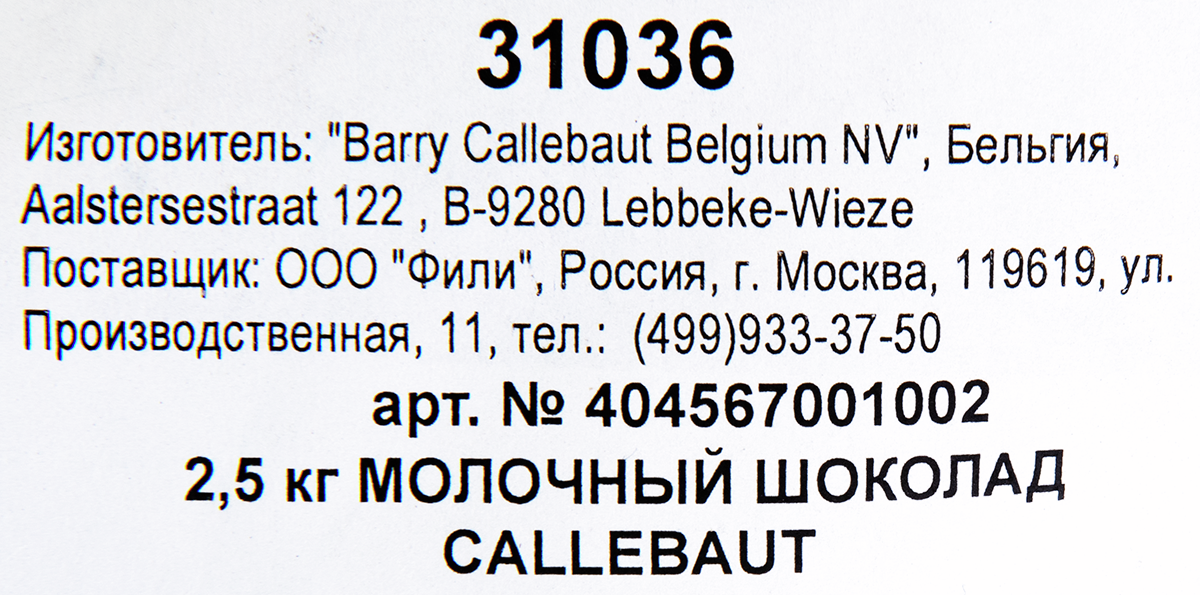 31036
Изготовитель: "Barry Callebaut Belgium NV", Бельгия,
Aalstersestraat 122 , B-9280 Lebbeke-Wieze
Поставщик: ООО "Фили", Россия, г. Москва, 119619, ул.
Производственная, 11, тел.: (499)933-37-50
арт. № 404567001002
2,5 кг МОЛОЧНЫЙ ШОКОЛАД
CALLEBAUT